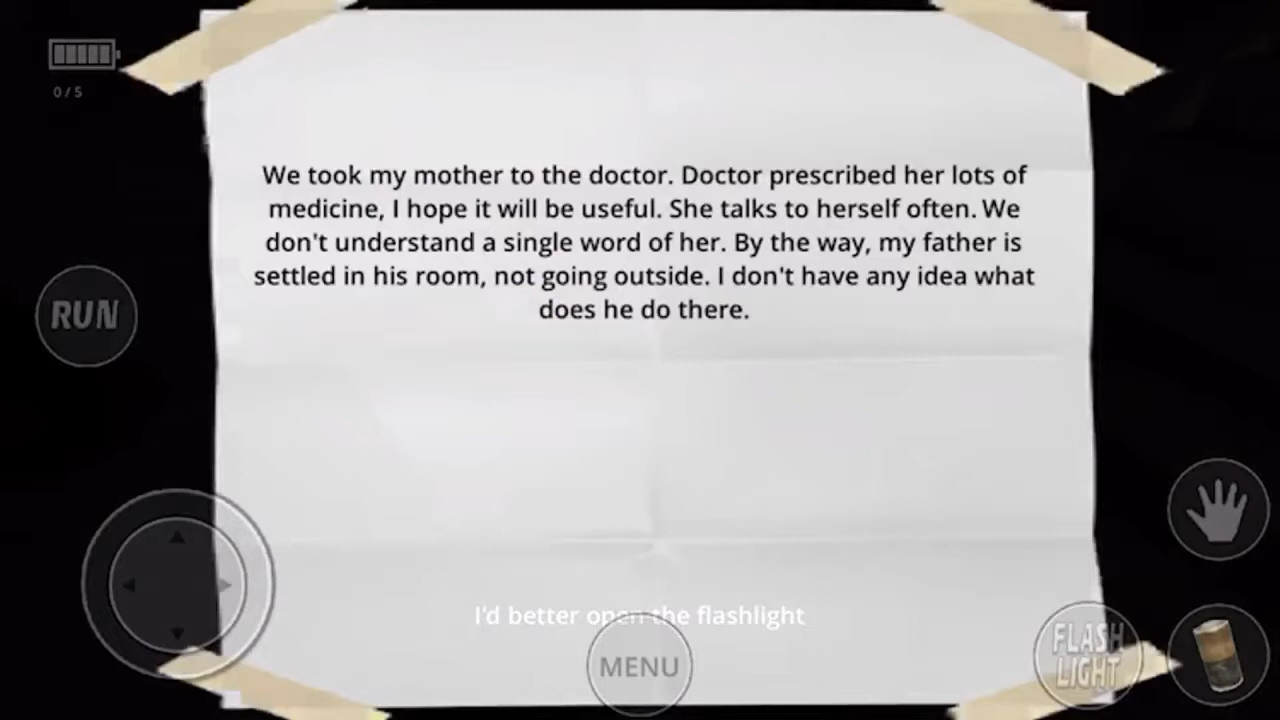 0/5
We took my mother to the doctor. Doctor prescribed her lots of
medicine, I hope it will be useful. She talks to herself often. We
don't understand a single word of her. By the way, my father is
settled in his room, not going outside. I don't have any idea what
does he do there.
RUN
I'd better open the flashlight
MENU
FLASH
LIGHT